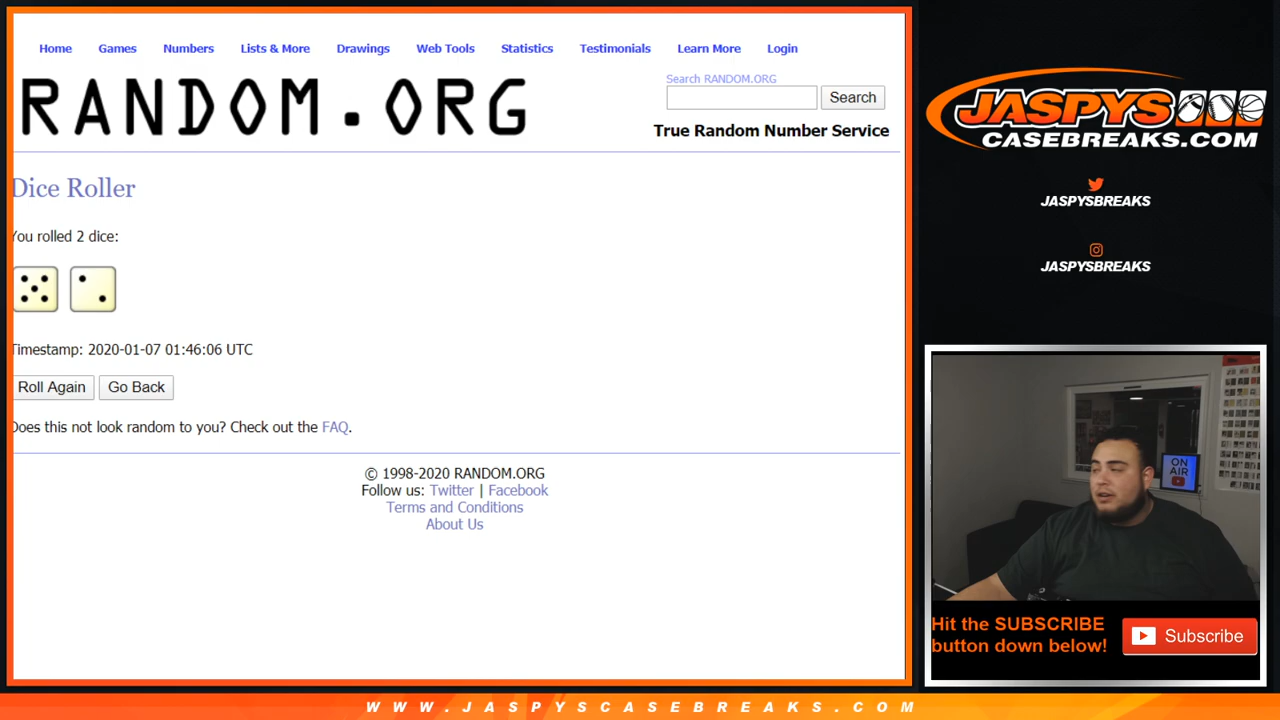 Home Games Numbers Lists & More Drawings Web Tools Statistics Testimonials Learn More Login
RANDOM.ORG
Search RANDOM.ORG
Search
True Random Number Service
Dice Roller
You rolled 2 dice:
Timestamp: 2020-01-07 01:46:06 UTC
Roll Again Go Back
Does this not look random to you? Check out the FAQ.
© 1998-2020 RANDOM.ORG
Follow us: Twitter | Facebook
Terms and Conditions
About Us
JASPYS
CASEBREAKS.COM
JASPYSBREAKS
JASPYSBREAKS
ON
AIR
Hit the SUBSCRIBE
button down below!
Subscribe
WWW.JASPYSCASEBREAKS.COM